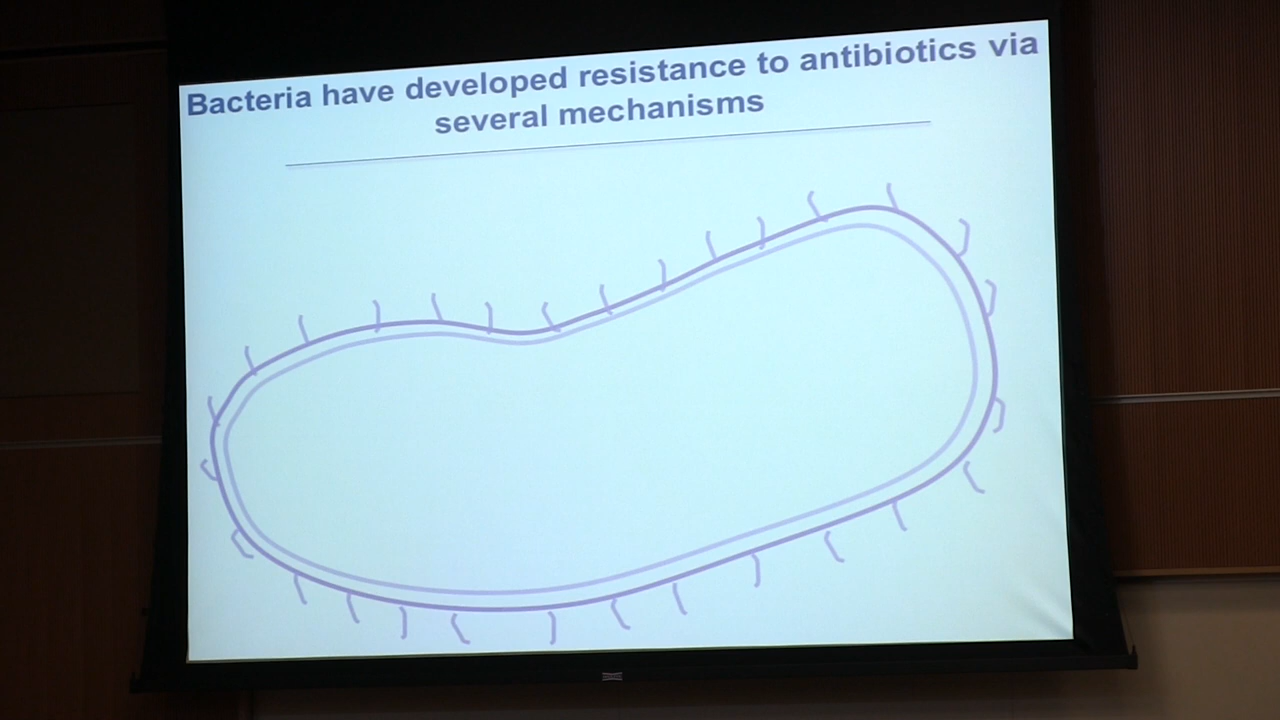 Bacteria have developed resistance to antibiotics via
several mechanisms